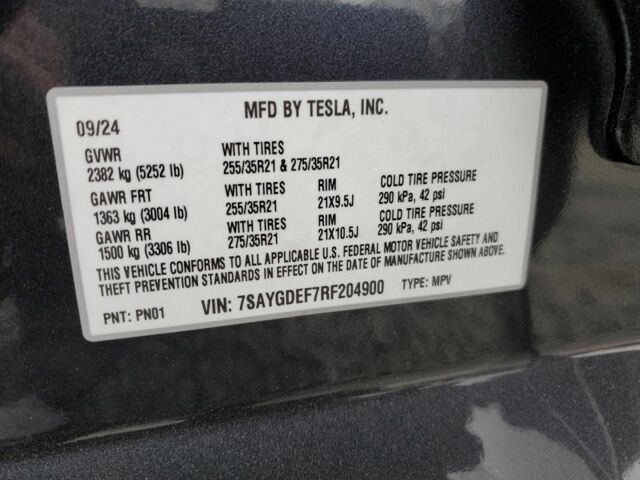 MFD BY TESLA, INC.
09/24
GVWR WITH TIRES
2382 kg (5252 lb) 255/35R21 & 275/35R21
GAWR FRT WITH TIRES RIM COLD TIRE PRESSURE
1363 kg (3004 lb) 255/35R21 21X9.5J 290 kPa, 42 psi
GAWR RR WITH TIRES RIM COLD TIRE PRESSURE
1500 kg (3306 lb) 275/35R21 21X10.5J 290 kPa, 42 psi
THIS VEHICLE CONFORMS TO ALL APPLICABLE U.S. FEDERAL MOTOR VEHICLE SAFETY AND
THEFT PREVENTION STANDARDS IN EFFECT ON THE DATE OF MANUFACTURE SHOWN ABOVE.
PNT: PN01 VIN: 7SAYGDEF7RF204900 TYPE: MPV